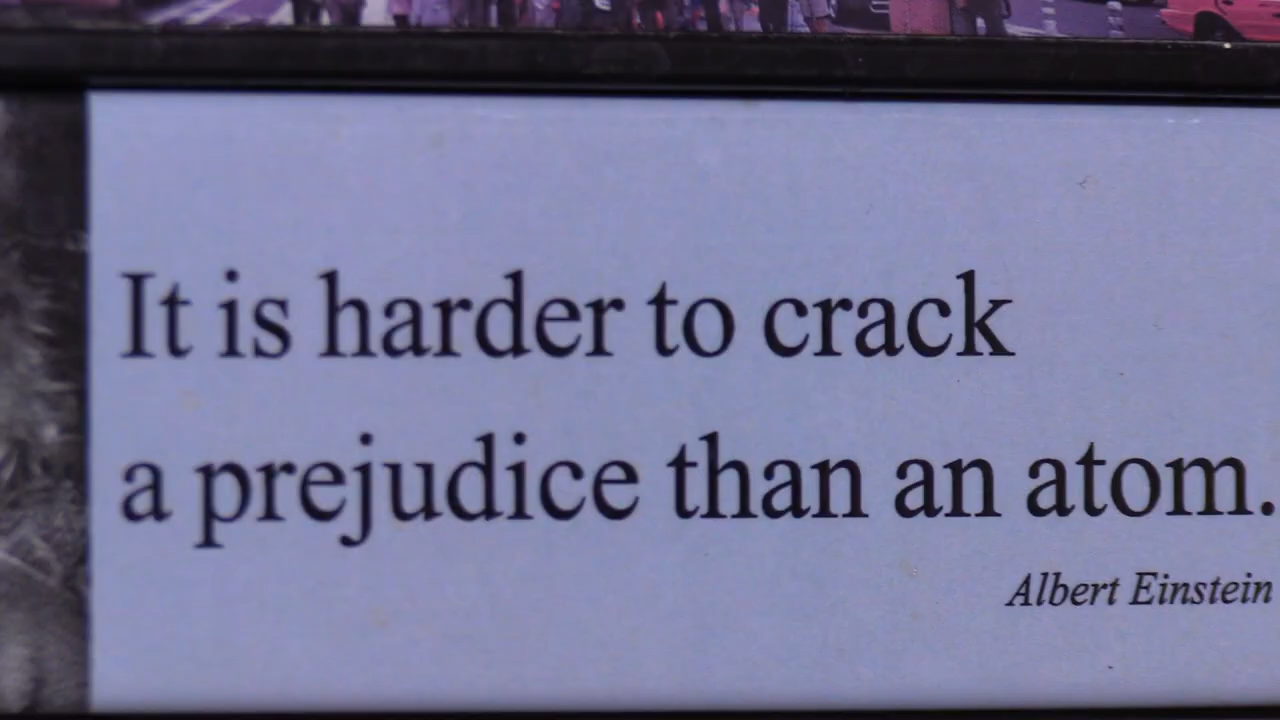 It is harder to crack
a prejudice than an atom.
Albert Einstein